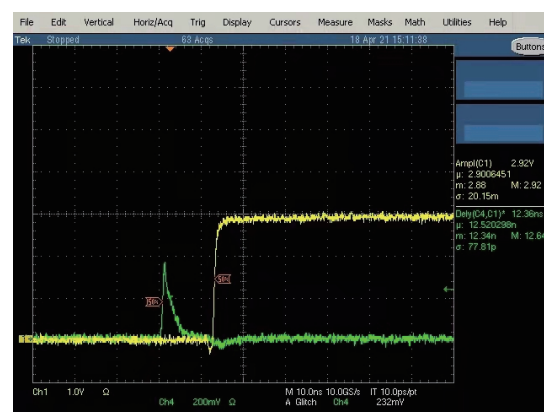 File Edit Vertical Horiz/Acq Trig Display Cursors Measure Masks Math Utilities Help
Tek Stopped 63 Acqs 18 Apr 21 15:11:38
Buttons
Ampl(C1) 2.92V
µ: 2.9006451
m: 2.88 M: 2.92
σ: 20.15m
Dely(C4,C1)* 12.36ns
µ: 12.520298n
m: 12.34n M: 12.64
σ: 77.81p
Ch1 1.0V Ω
Ch4 200mV Ω
M 10.0ns 10.0GS/s IT 10.0ps/pt
A Glitch Ch4 232mV